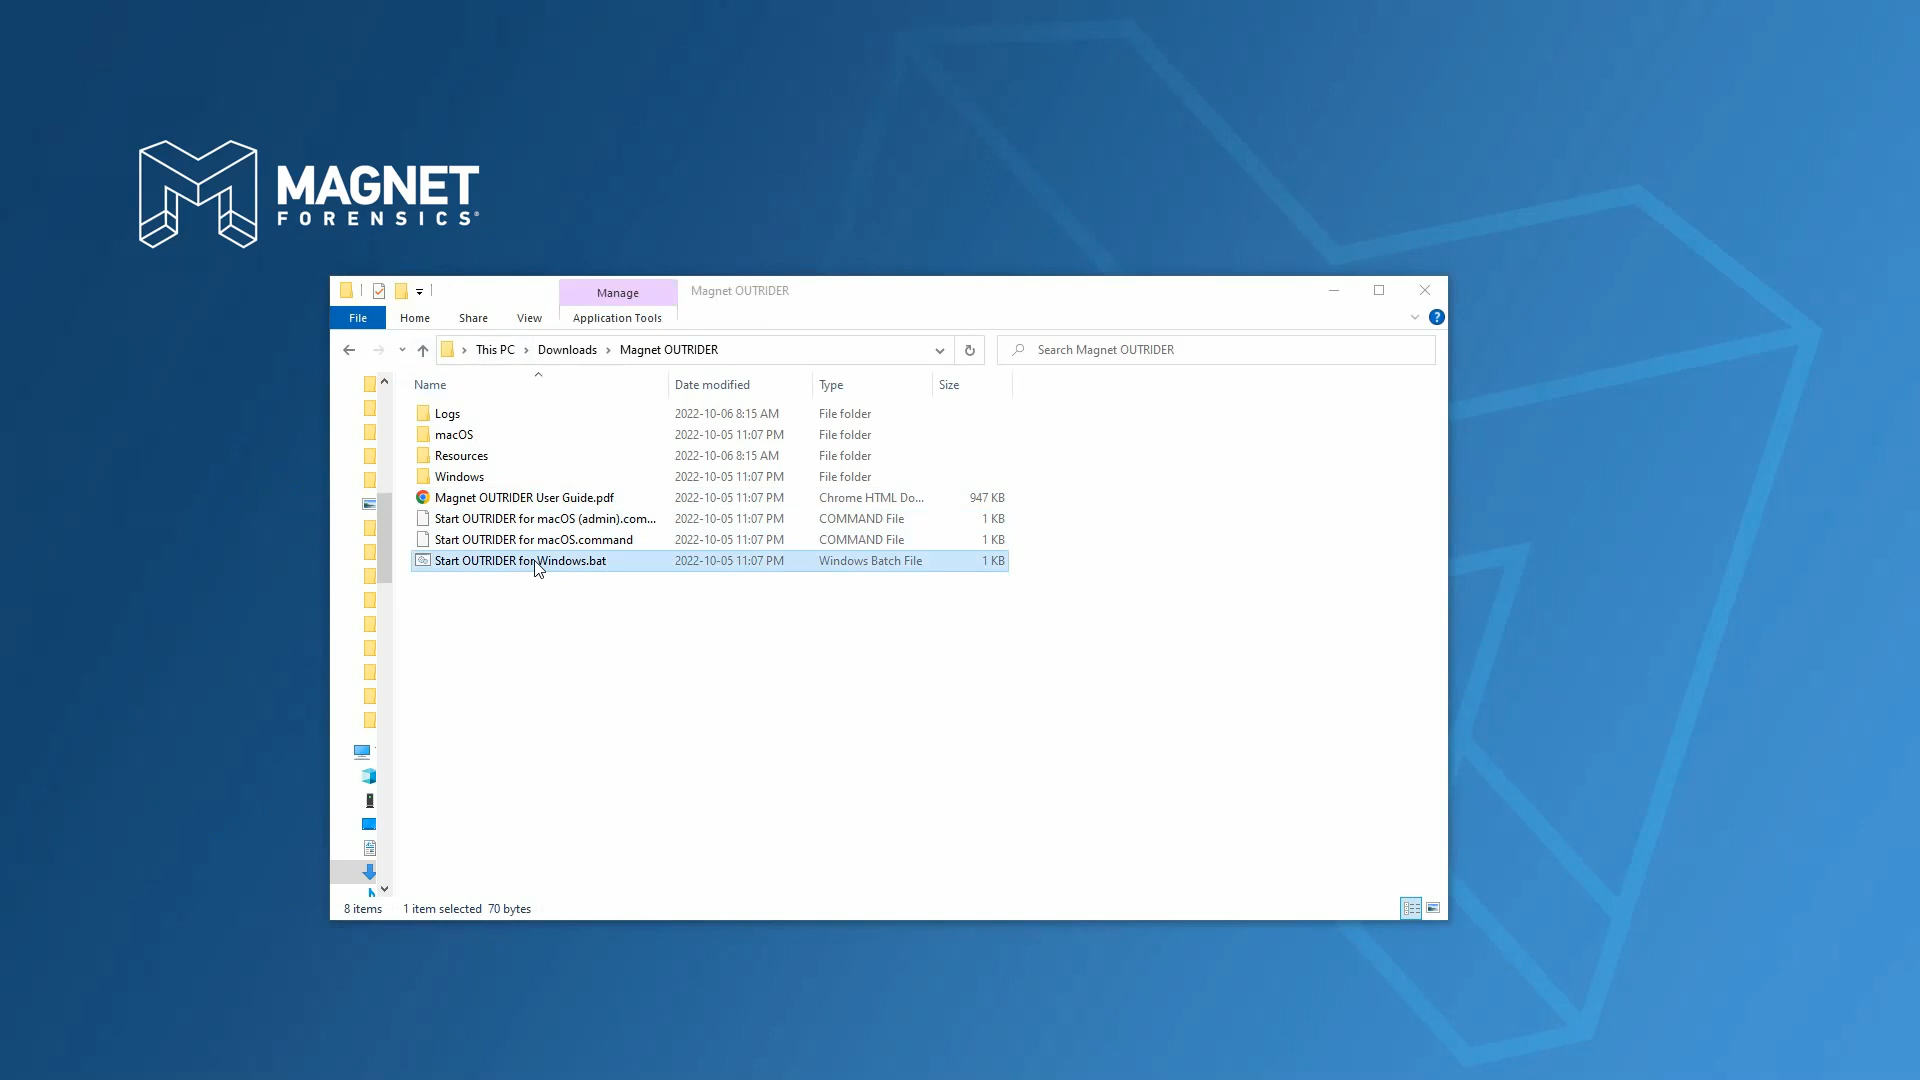 MAGNET
FORENSICS®
Manage
Magnet OUTRIDER
File
Home
Share
View
Application Tools
This PC
Downloads
Magnet OUTRIDER
Search Magnet OUTRIDER
Name
Date modified
Type
Size
Logs 2022-10-06 8:15 AM File folder
macOS 2022-10-05 11:07 PM File folder
Resources 2022-10-06 8:15 AM File folder
Windows 2022-10-05 11:07 PM File folder
Magnet OUTRIDER User Guide.pdf 2022-10-05 11:07 PM Chrome HTML Do... 947 KB
Start OUTRIDER for macOS (admin).com... 2022-10-05 11:07 PM COMMAND File 1 KB
Start OUTRIDER for macOS.command 2022-10-05 11:07 PM COMMAND File 1 KB
Start OUTRIDER for Windows.bat 2022-10-05 11:07 PM Windows Batch File 1 KB
8 items 1 item selected 70 bytes